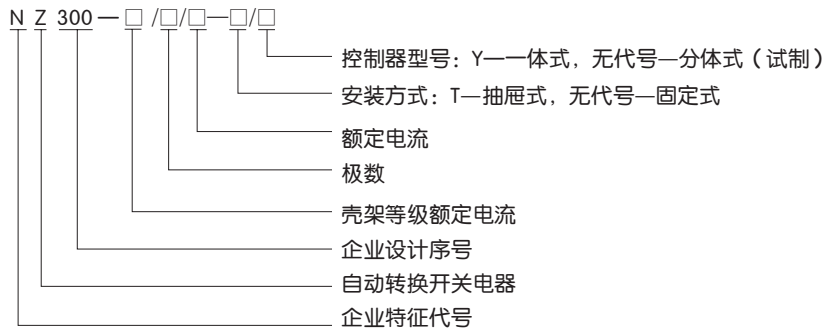 N Z 300—□/□/□—□/□
控制器型号：Y—一体式，无代号—分体式（试制）
安装方式：T—抽屉式，无代号—固定式
额定电流
极数
壳架等级额定电流
企业设计序号
自动转换开关电器
企业特征代号